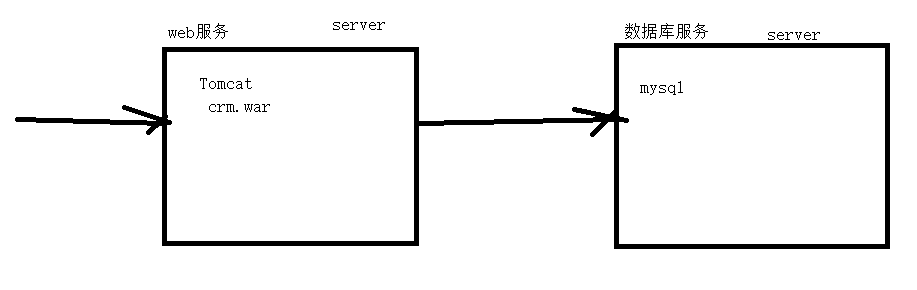 web服务 server
Tomcat
crm.war
数据库服务 server
mysql